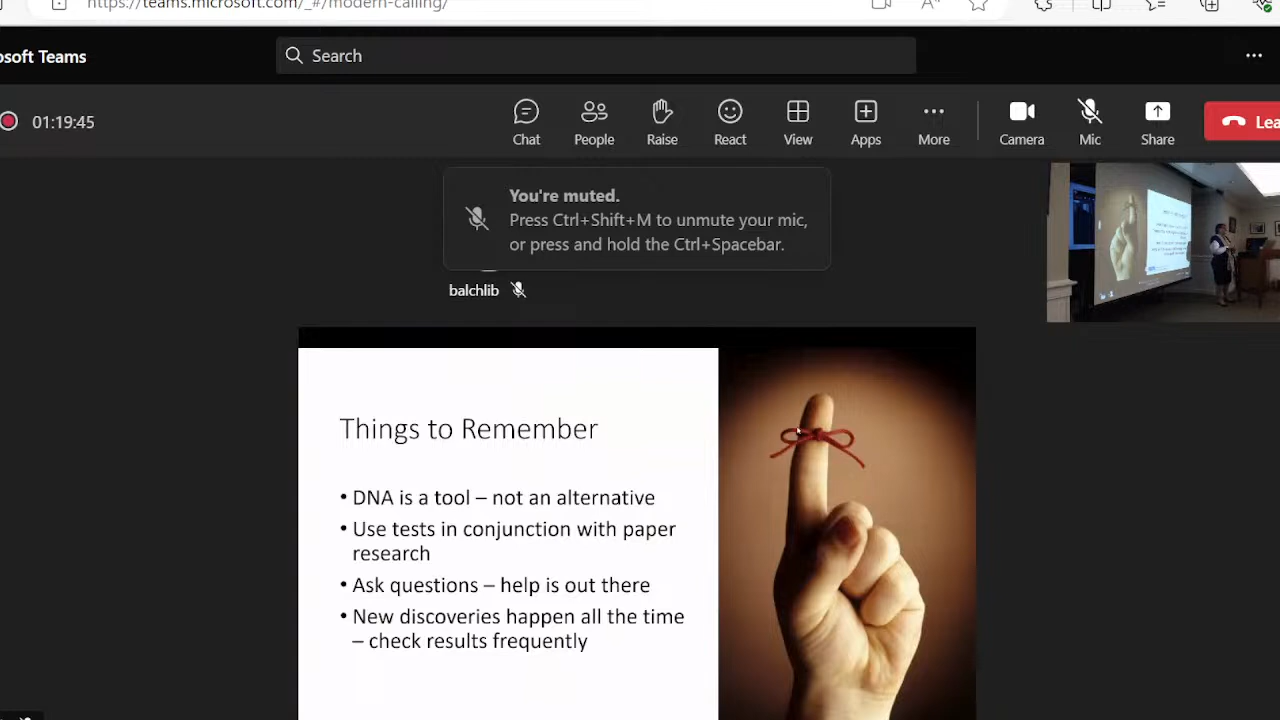 https://teams.microsoft.com/_#/modern-calling/
osoft Teams
Search
01:19:45
Chat
People
Raise
React
View
Apps
More
Camera
Mic
Share
Lea
You're muted.
Press Ctrl+Shift+M to unmute your mic,
or press and hold the Ctrl+Spacebar.
balchlib
Things to Remember
• DNA is a tool – not an alternative
• Use tests in conjunction with paper
research
• Ask questions – help is out there
• New discoveries happen all the time
– check results frequently